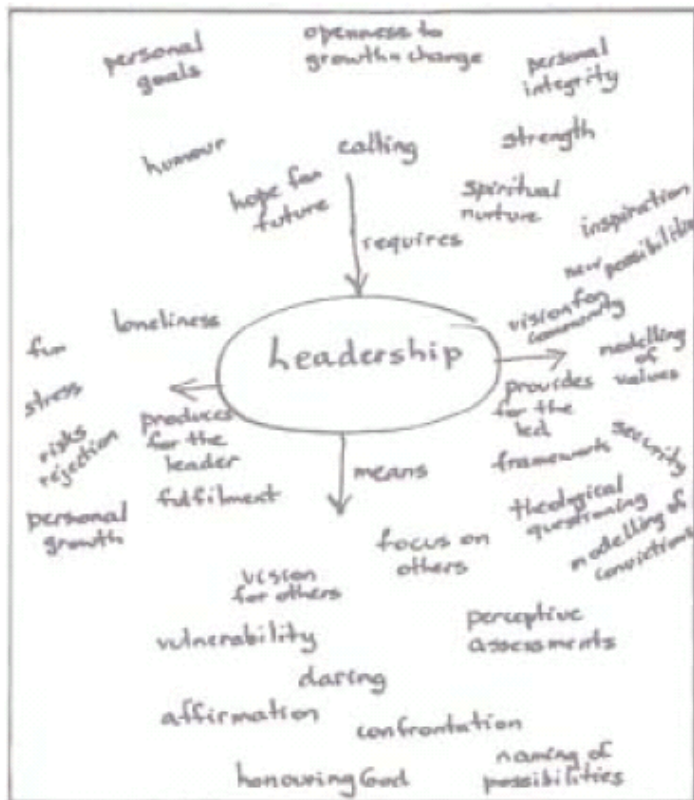 personal
goals
openness to
growth + change
personal
integrity
humour
calling
strength
hope for
future
spiritual
nurture
requires
inspiration
new possibilities
vision for
community
Leadership
modelling
of
values
provides
for the
led
loneliness
fun
stress
risks
rejection
produces
for the
leader
fulfilment
personal
growth
means
security
framework
theological
questioning
modelling of
convictions
focus on
others
vision
for others
vulnerability
perceptive
assessments
daring
affirmation
confrontation
honouring God
naming of
possibilities